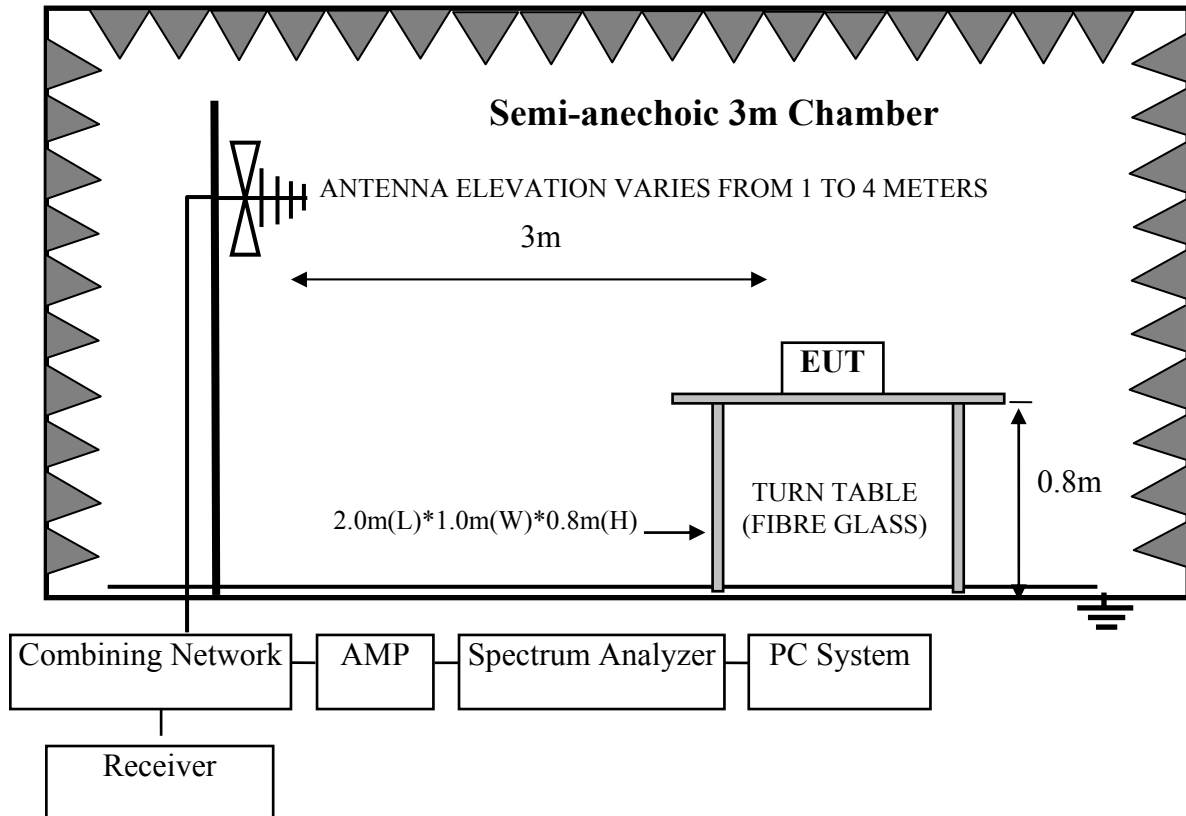 Semi-anechoic 3m Chamber
ANTENNA ELEVATION VARIES FROM 1 TO 4 METERS
3m
EUT
0.8m
TURN TABLE
(FIBRE GLASS)
2.0m(L)*1.0m(W)*0.8m(H)
Combining Network
AMP
Spectrum Analyzer
PC System
Receiver